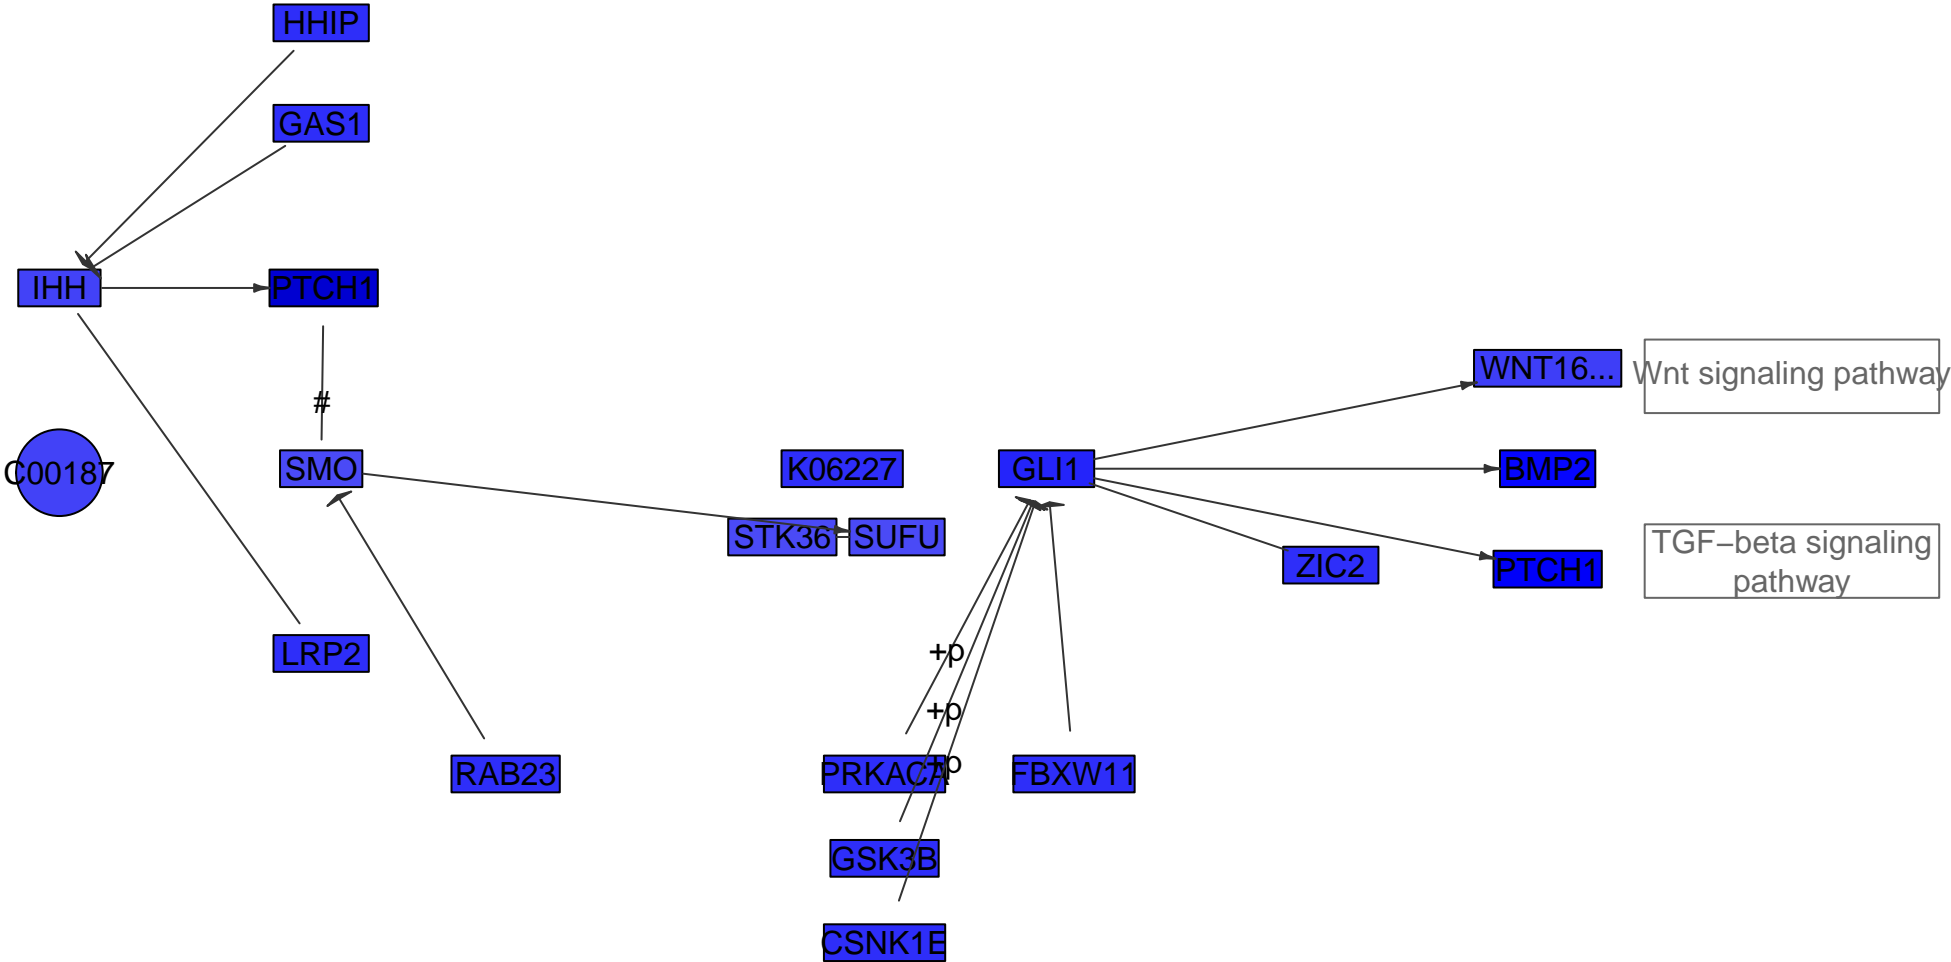 HHIP
GAS1
IHH
PTCH1
WNT16...
Wnt signaling pathway
#
C00187
SMO
K06227
GLI1
BMP2
STK36
SUFU
ZIC2
PTCH1
TGF−beta signaling
pathway
LRP2
+p
+p
+p
RAB23
PRKACA
FBXW11
GSK3B
CSNK1E